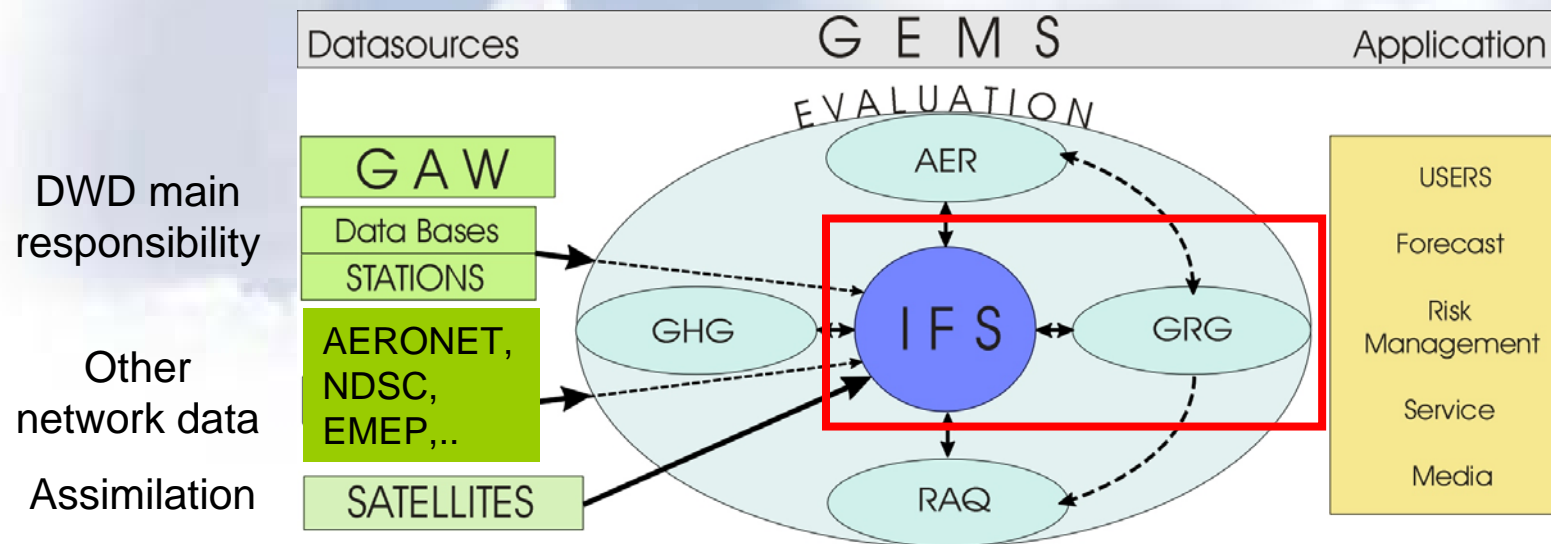 Datasources
G E M S
Application
EVALUATION
DWD main
responsibility
GAW
Data Bases
STATIONS
Other
network data
AERONET,
NDSC,
EMEP,..
Assimilation
SATELLITES
AER
GHG
IFS
GRG
RAQ
USERS
Forecast
Risk
Management
Service
Media